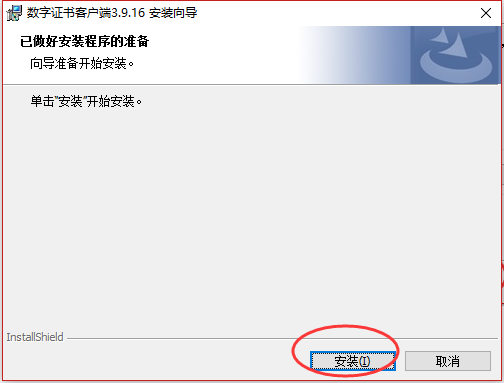 数字证书客户端3.9.16 安装向导
已做好安装程序的准备
向导准备开始安装。
单击"安装"开始安装。
InstallShield
安装(I) 取消